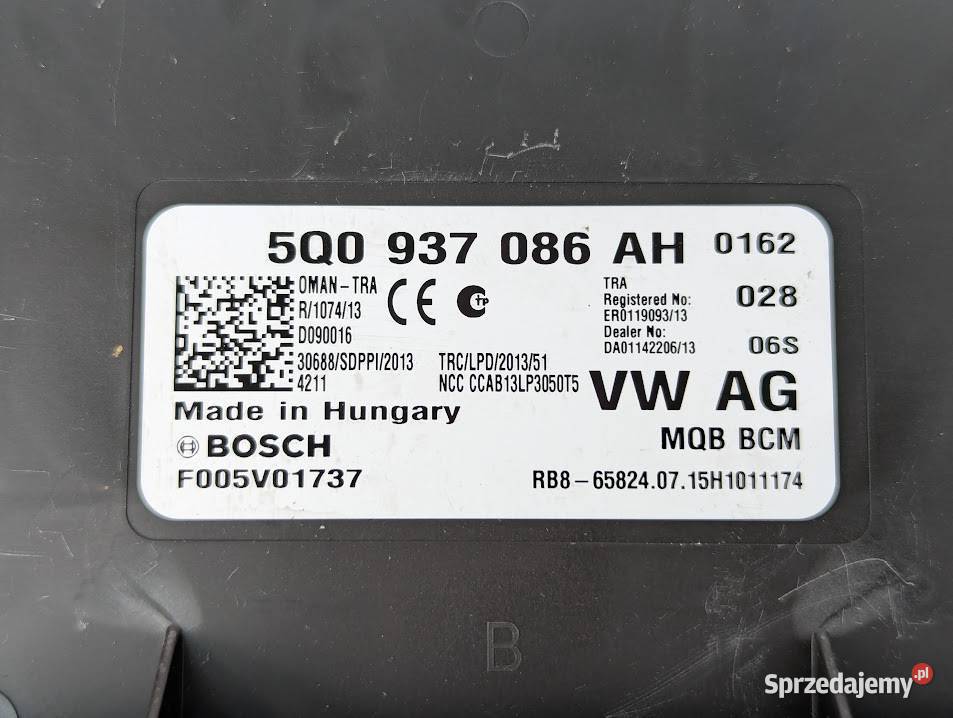 5Q0 937 086 AH 0162
OMAN-TRA
R/1074/13
D090016
CE
TP
TRA
Registered No:
ER0119093/13
Dealer No:
DA01142206/13
028
06S
30688/SDPPI/2013
4211
TRC/LPD/2013/51
NCC CCAB13LP3050T5
VW AG
Made in Hungary
MQB BCM
BOSCH
F005V01737
RB8-65824.07.15H1011174
B
Sprzedajemy.pl